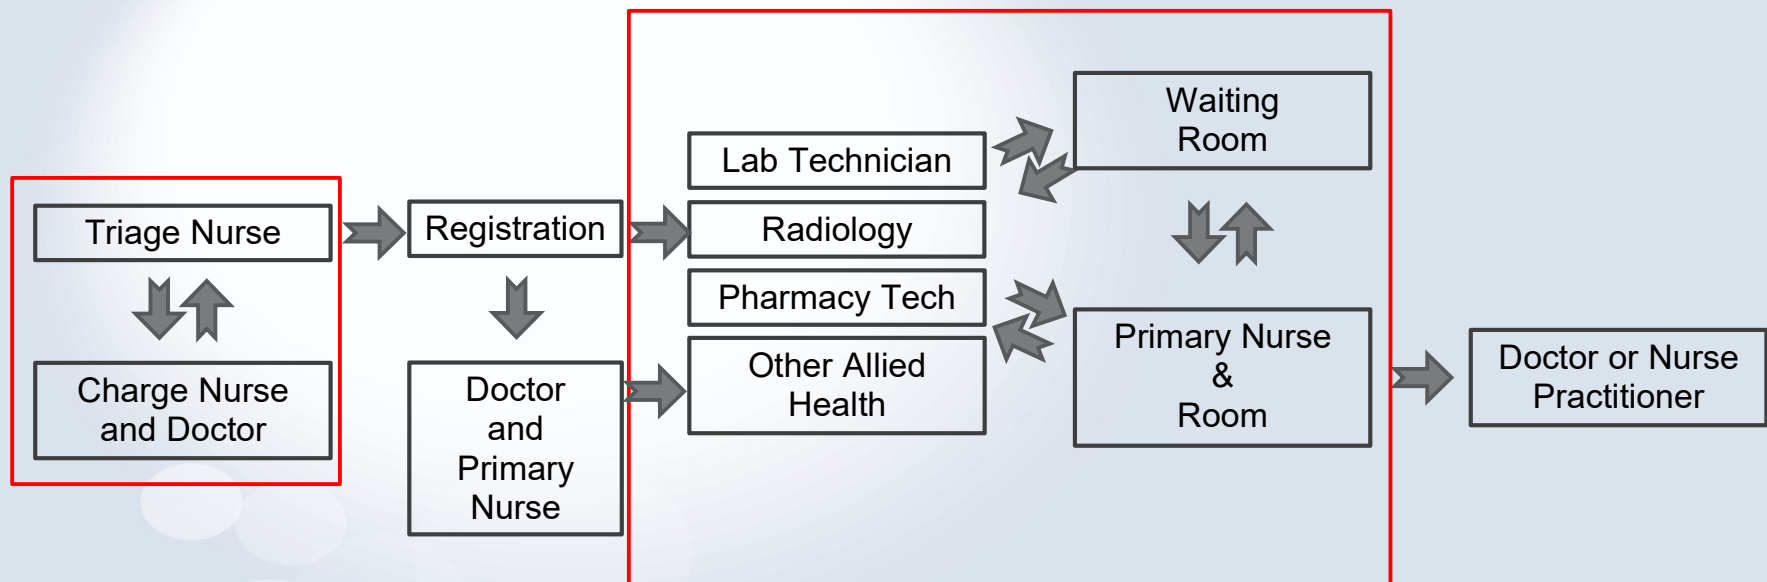 Triage Nurse
Charge Nurse
and Doctor
Registration
Doctor
and
Primary
Nurse
Lab Technician
Radiology
Pharmacy Tech
Other Allied
Health
Waiting
Room
Primary Nurse
&
Room
Doctor or Nurse
Practitioner